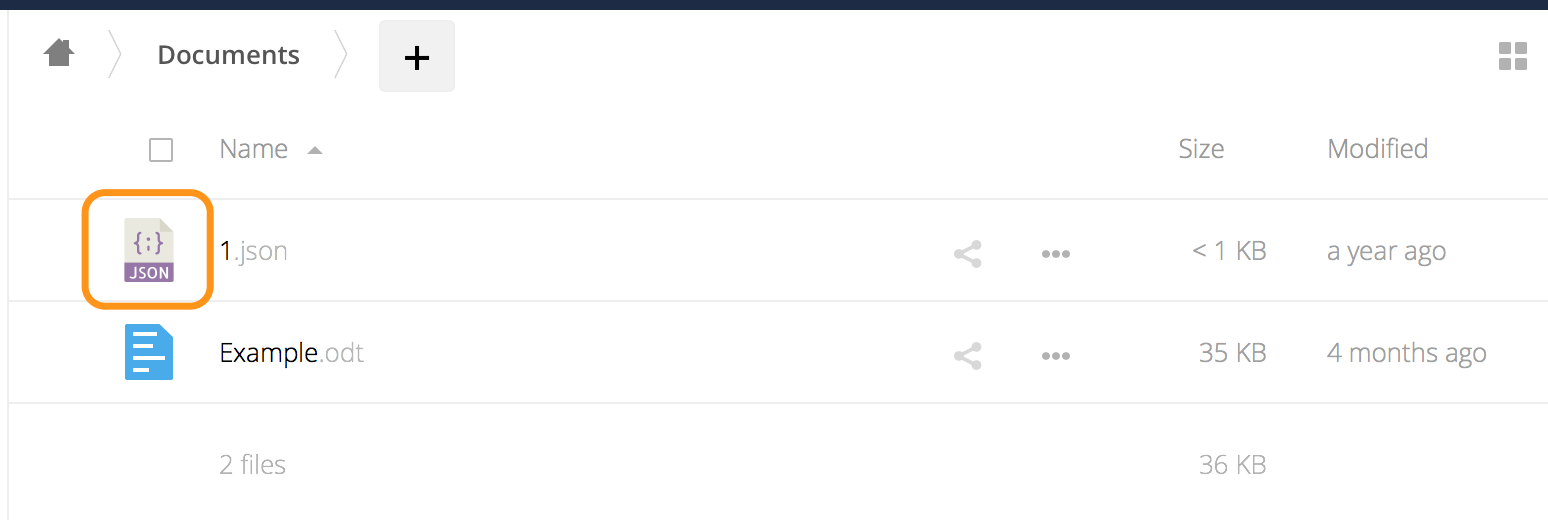 Documents
Name Size Modified
{;} JSON 1.json < 1 KB a year ago
Example.odt 35 KB 4 months ago
2 files 36 KB